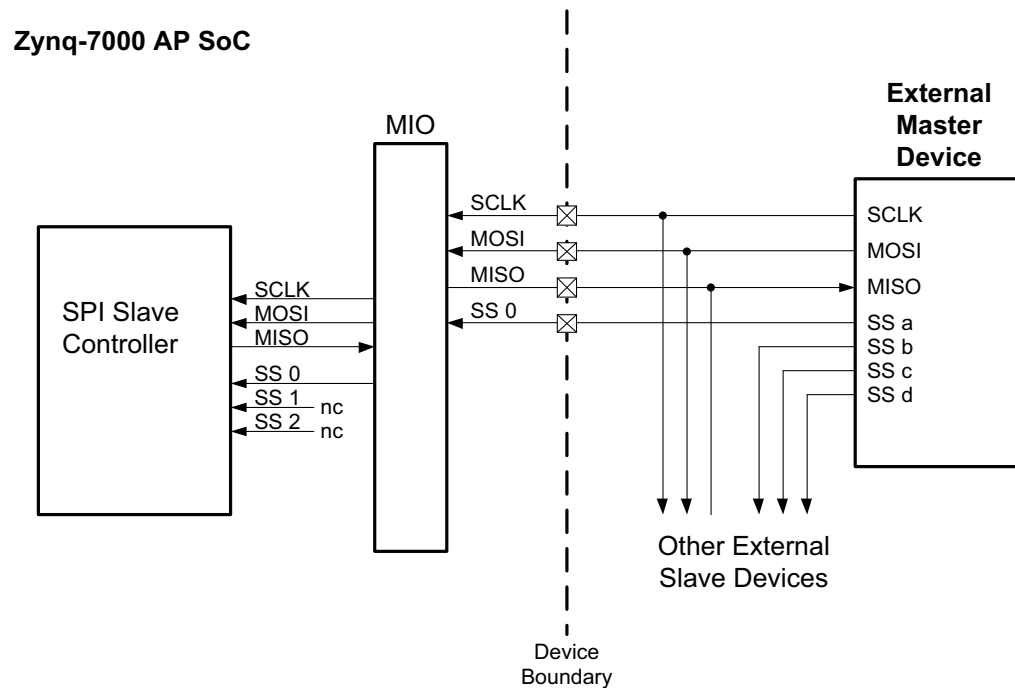 Zynq-7000 AP SoC
External
Master
Device
MIO
SCLK
MOSI
MISO
SS 0
SCLK
MOSI
MISO
SS a
SS b
SS c
SS d
SPI Slave
Controller
SCLK
MOSI
MISO
SS 0
SS 1
nc
SS 2
nc
Other External
Slave Devices
Device
Boundary